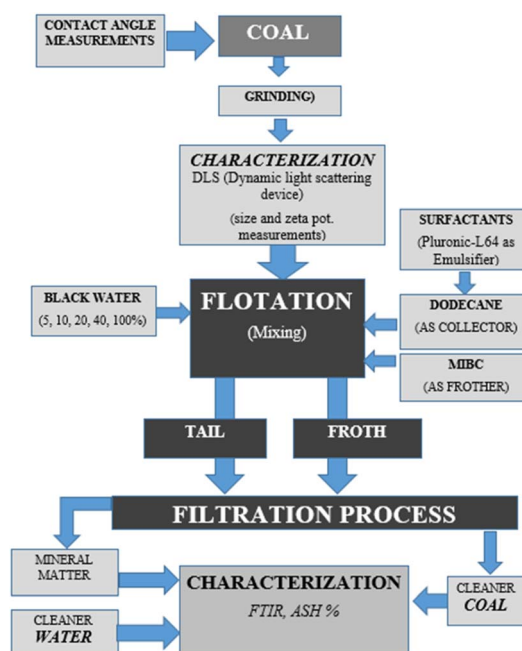 CONTACT ANGLE
MEASUREMENTS
COAL
GRINDING)
CHARACTERIZATION
DLS (Dynamic light scattering
device)
(size and zeta pot.
measurements)
SURFACTANTS
(Pluronic-L64 as
Emulsifier)
BLACK WATER
(5, 10, 20, 40, 100%)
FLOTATION
(Mixing)
DODECANE
(AS COLLECTOR)
MIBC
(AS FROTHER)
TAIL
FROTH
FILTRATION PROCESS
MINERAL
MATTER
CHARACTERIZATION
FTIR, ASH %
CLEANER
COAL
CLEANER
WATER